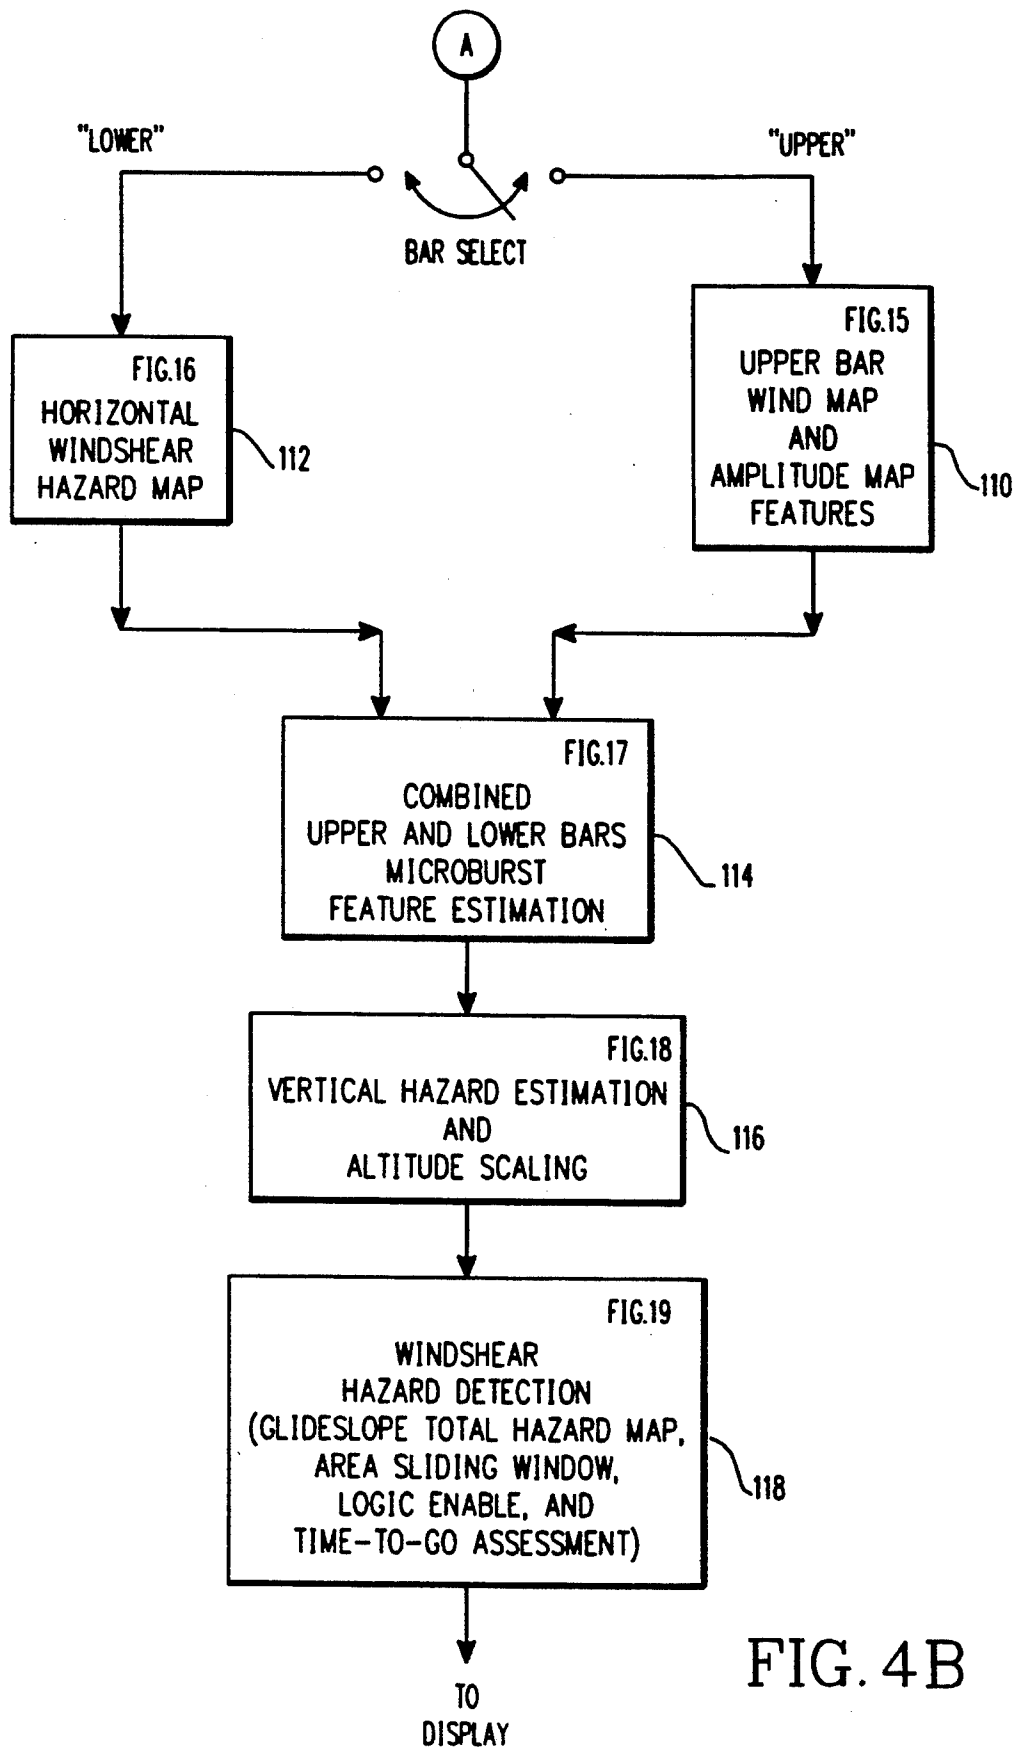 A
"LOWER"
"UPPER"
BAR SELECT
FIG.16
HORIZONTAL
WINDSHEAR
HAZARD MAP
112
FIG.15
UPPER BAR
WIND MAP
AND
AMPLITUDE MAP
FEATURES
110
FIG.17
COMBINED
UPPER AND LOWER BARS
MICROBURST
FEATURE ESTIMATION
114
FIG.18
VERTICAL HAZARD ESTIMATION
AND
ALTITUDE SCALING
116
FIG.19
WINDSHEAR
HAZARD DETECTION
(GLIDESLOPE TOTAL HAZARD MAP,
AREA SLIDING WINDOW,
LOGIC ENABLE, AND
TIME-TO-GO ASSESSMENT)
118
TO
DISPLAY
FIG. 4B